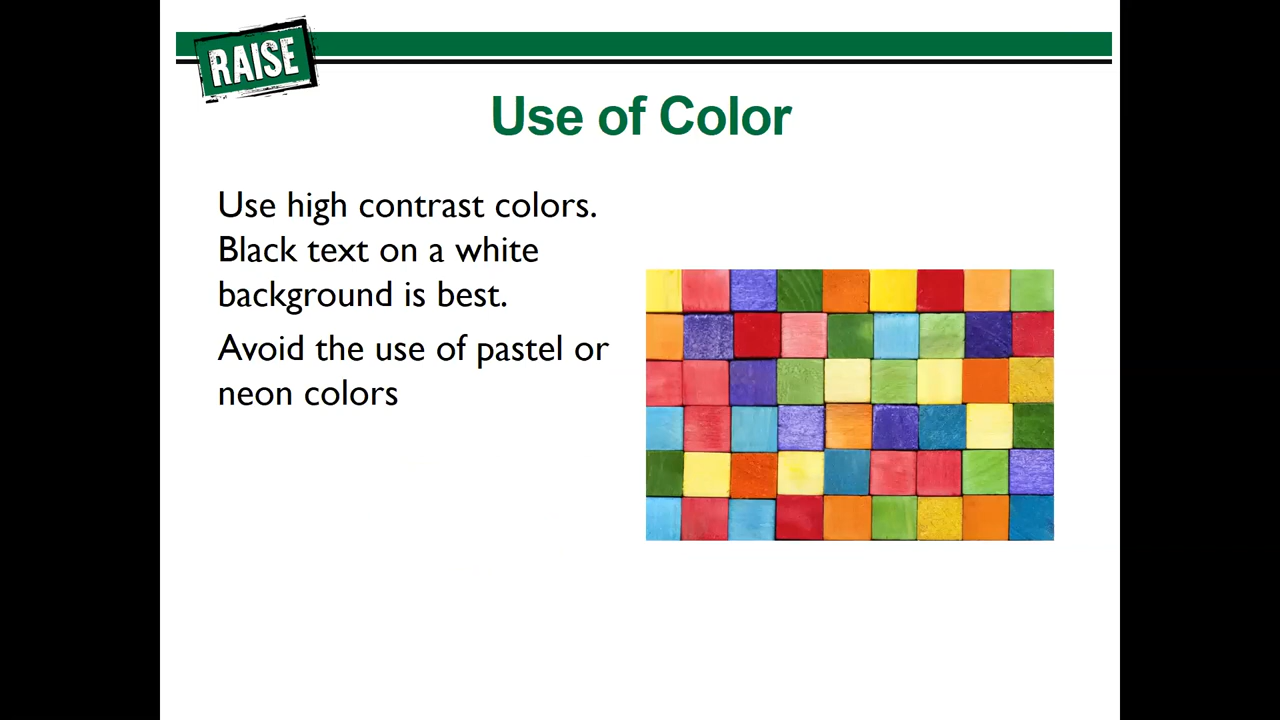 RAISE
Use of Color
Use high contrast colors.
Black text on a white
background is best.
Avoid the use of pastel or
neon colors